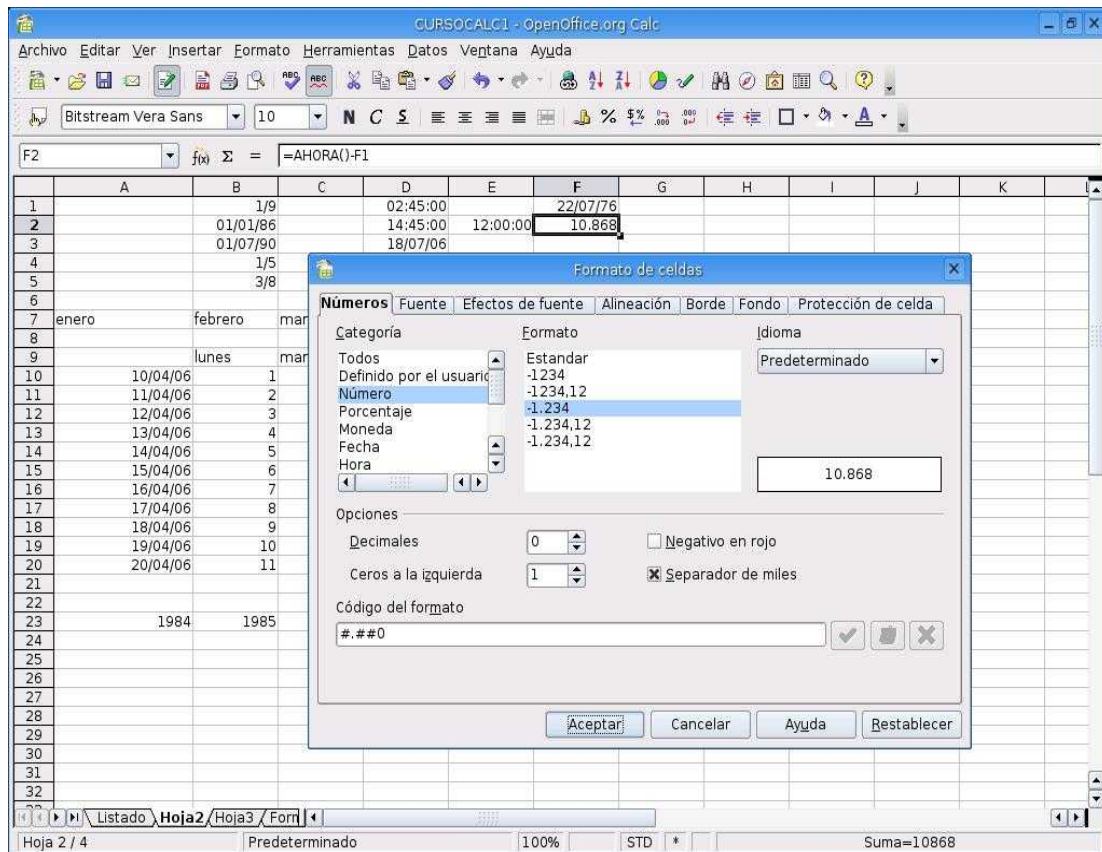 CURSOCALC1 - OpenOffice.org Calc
Archivo Editar Ver Insertar Formato Herramientas Datos Ventana Ayuda
Bitstream Vera Sans 10 N C S
F2 f(x) Σ = =AHORA()-F1
A B C D E F G H I J K
1 1/9 02:45:00 22/07/76
2 01/01/86 14:45:00 12:00:00 10.868
3 01/07/90 18/07/06
4 1/5
5 3/8
6
7 enero febrero mar
8
9 lunes mar
10 10/04/06 1
11 11/04/06 2
12 12/04/06 3
13 13/04/06 4
14 14/04/06 5
15 15/04/06 6
16 16/04/06 7
17 17/04/06 8
18 18/04/06 9
19 19/04/06 10
20 20/04/06 11
21
22
23 1984 1985
24
25
26
27
28
29
30
31
32
Formato de celdas
Números Fuente Efectos de fuente Alineación Borde Fondo Protección de celda
Categoría Formato Idioma
Todos
Definido por el usuario
Número
Porcentaje
Moneda
Fecha
Hora
Estandar
-1234
-1234,12
-1.234
-1.234,12
-1.234,12
Predeterminado
10.868
Opciones
Decimales 0 Negativo en rojo
Ceros a la izquierda 1 Separador de miles
Código del formato
#.##0
Aceptar Cancelar Ayuda Restablecer
Listado Hoja2 Hoja3 Form
Hoja 2 / 4 Predeterminado 100% STD * Suma=10868